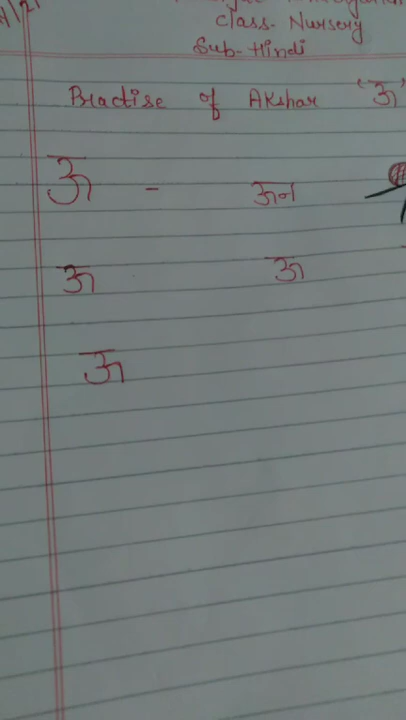 Class- Nursery
Sub- Hindi
Practise of Akshar 'ऊ'
ऊ - ऊन
ऊ ऊ
ऊ